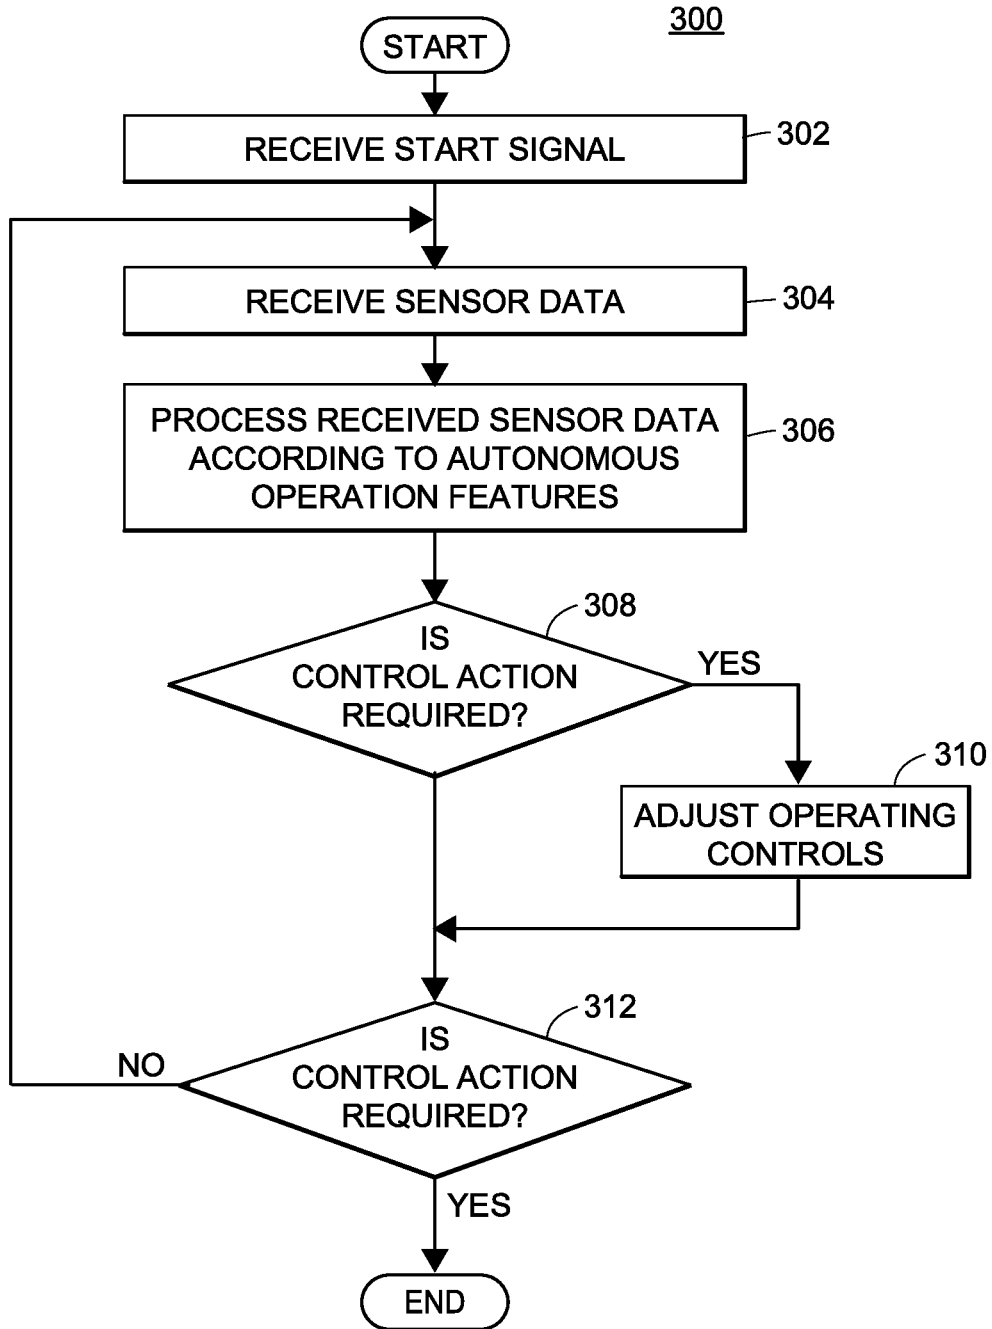 300
START
RECEIVE START SIGNAL
302
RECEIVE SENSOR DATA
304
PROCESS RECEIVED SENSOR DATA
ACCORDING TO AUTONOMOUS
OPERATION FEATURES
306
308
IS
CONTROL ACTION
REQUIRED?
YES
310
ADJUST OPERATING
CONTROLS
312
IS
CONTROL ACTION
REQUIRED?
NO
YES
END